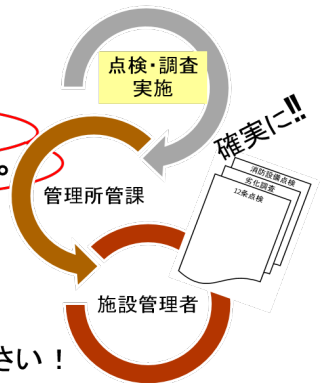 点検・調査
実施
確実に!!
。
消防設備点検
劣化調査
12条点検
管理所管課
施設管理者
さい！